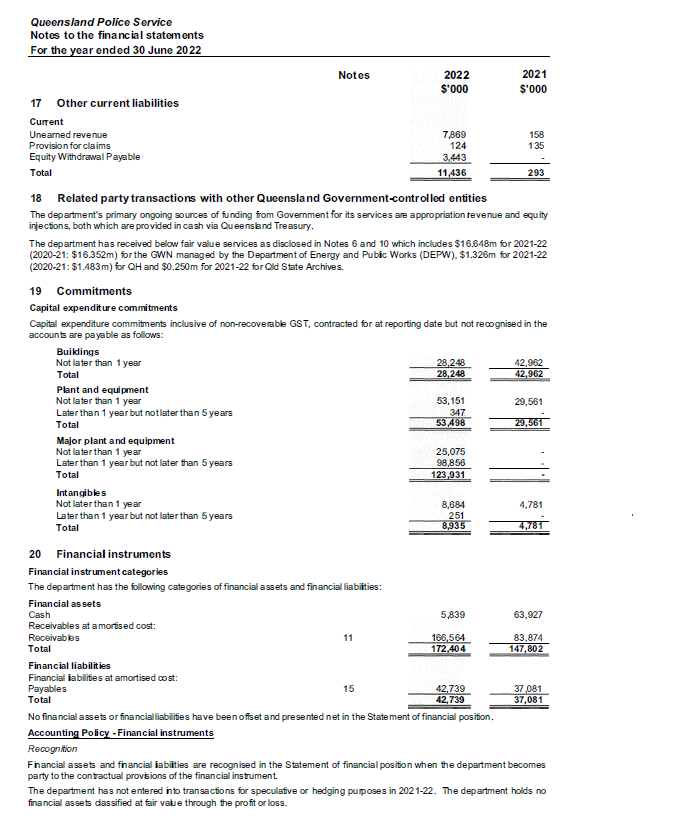 Queensland Police Service
Notes to the financial statements
For the year ended 30 June 2022
Notes 2022 2021
$'000 $'000
17 Other current liabilities
Current
Unearned revenue 7,869 158
Provision for claims 124 135
Equity Withdrawal Payable 3,443 -
Total 11,436 293
18 Related party transactions with other Queensland Government-controlled entities
The department's primary ongoing sources of funding from Government for its services are appropriation revenue and equity
injections, both which are provided in cash via Queensland Treasury.
The department has received below fair value services as disclosed in Notes 6 and 10 which includes $16.648m for 2021-22
(2020-21: $16.352m) for the GWN managed by the Department of Energy and Public Works (DEPW), $1.326m for 2021-22
(2020-21: $1.483m) for QH and $0.250m for 2021-22 for Qld State Archives.
19 Commitments
Capital expenditure commitments
Capital expenditure commitments inclusive of non-recoverable GST, contracted for at reporting date but not recognised in the
accounts are payable as follows:
Buildings
Not later than 1 year 28,248 42,962
Total 28,248 42,962
Plant and equipment
Not later than 1 year 53,151 29,561
Later than 1 year but not later than 5 years 347 -
Total 53,498 29,561
Major plant and equipment
Not later than 1 year 25,075 -
Later than 1 year but not later than 5 years 98,856 -
Total 123,931 -
Intangibles
Not later than 1 year 8,684 4,781
Later than 1 year but not later than 5 years 251 -
Total 8,935 4,781
20 Financial instruments
Financial instrument categories
The department has the following categories of financial assets and financial liabilities:
Financial assets
Cash 5,839 63,927
Receivables at amortised cost:
Receivables 11 166,564 83,874
Total 172,404 147,802
Financial liabilities
Financial liabilities at amortised cost:
Payables 15 42,739 37,081
Total 42,739 37,081
No financial assets or financial liabilities have been offset and presented net in the Statement of financial position.
Accounting Policy - Financial instruments
Recognition
Financial assets and financial liabilities are recognised in the Statement of financial position when the department becomes
party to the contractual provisions of the financial instrument.
The department has not entered into transactions for speculative or hedging purposes in 2021-22. The department holds no
financial assets classified at fair value through the profit or loss.